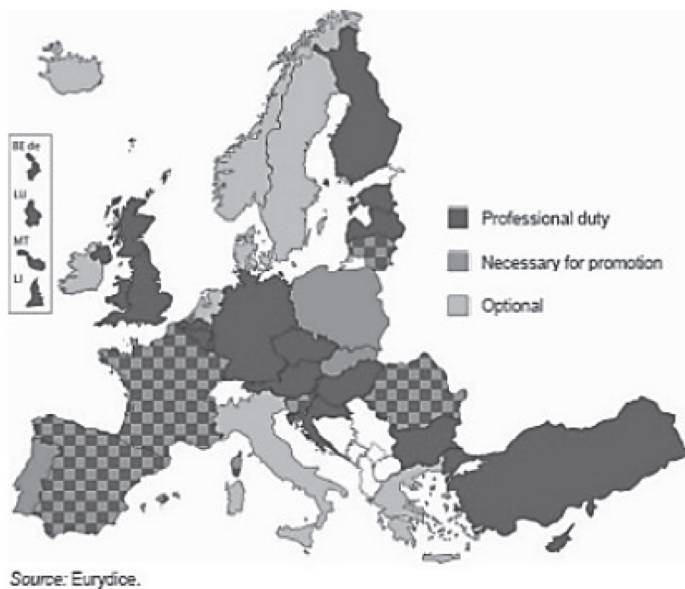 BE de
LU
MT
LI
Professional duty
Necessary for promotion
Optional
Source: Eurydice.